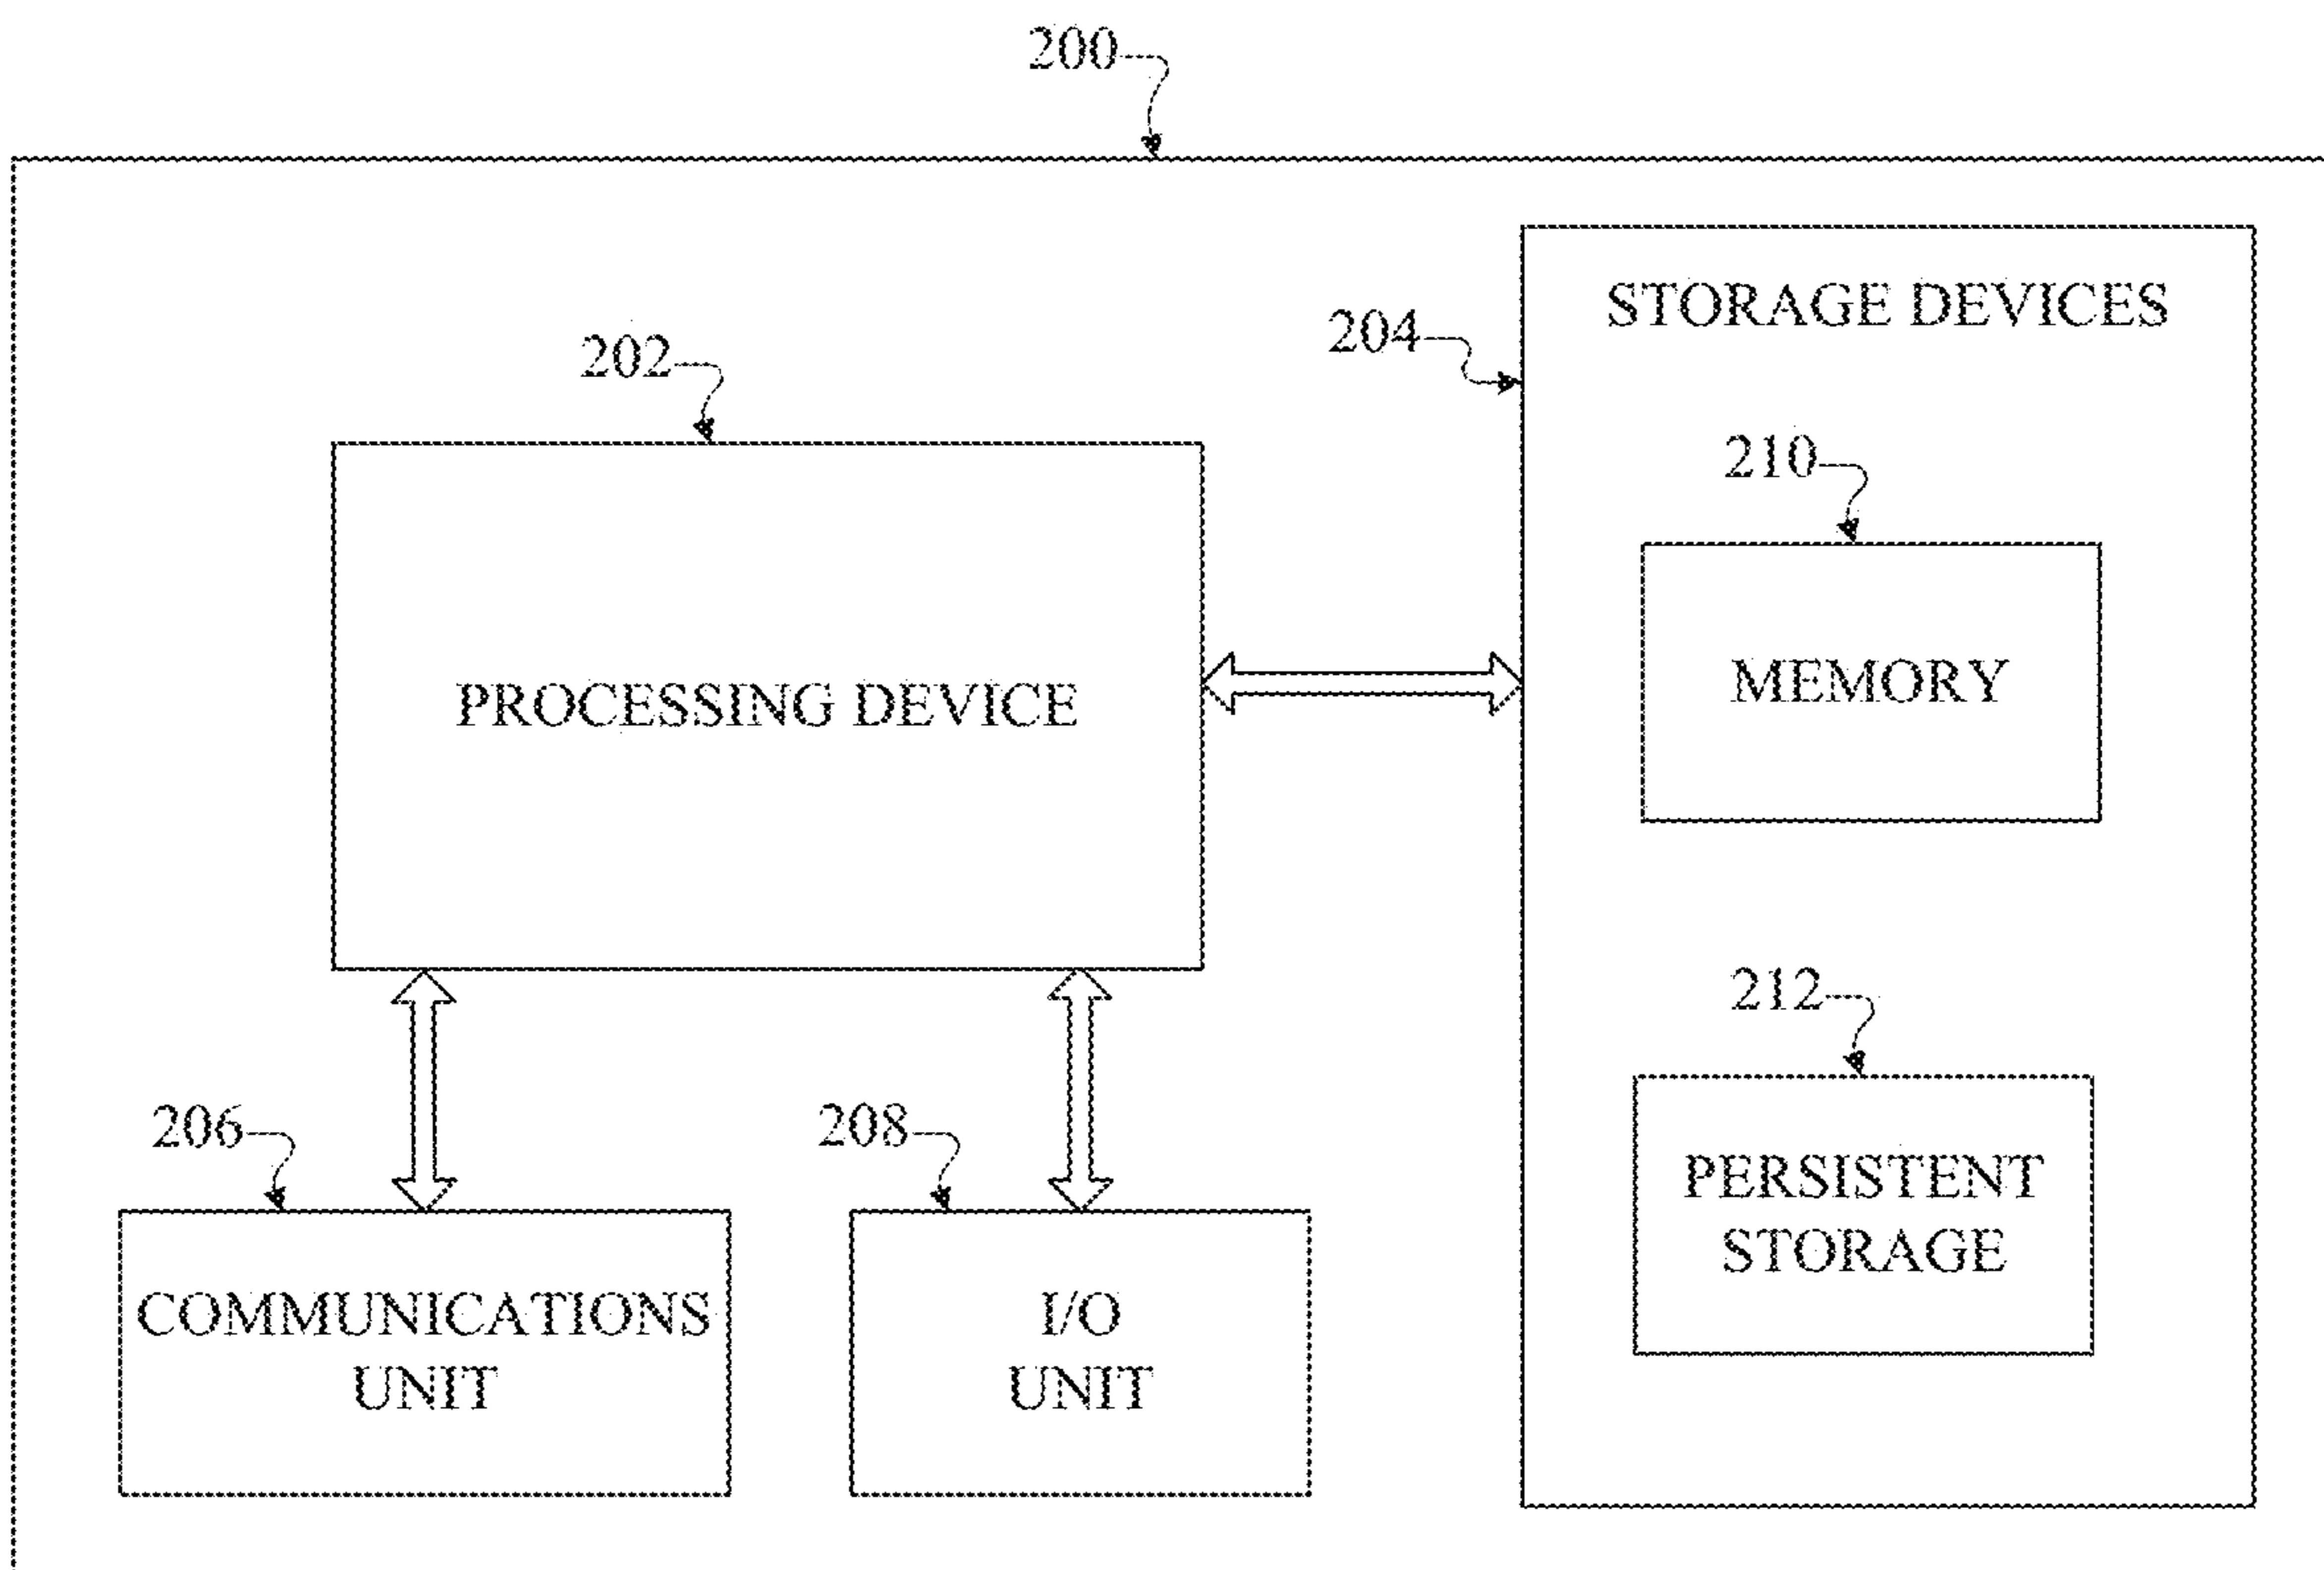 200
STORAGE DEVICES
204
202
210
PROCESSING DEVICE
MEMORY
212
206
208
PERSISTENT
STORAGE
COMMUNICATIONS
UNIT
I/O
UNIT